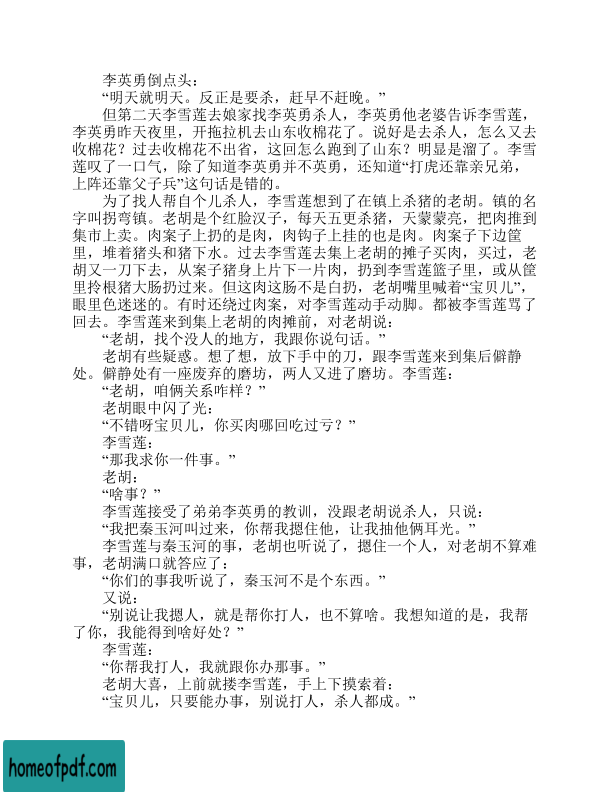 李英勇倒点头：
“明天就明天。反正是要杀，赶早不赶晚。”
但第二天李雪莲去娘家找李英勇杀人，李英勇他老婆告诉李雪莲，
李英勇昨天夜里，开拖拉机去山东收棉花了。说好是去杀人，怎么又去
收棉花？过去收棉花不出省，这回怎么跑到了山东？明显是溜了。李雪
莲叹了一口气，除了知道李英勇并不英勇，还知道“打虎还靠亲兄弟，
上阵还靠父子兵”这句话是错的。
为了找人帮自个儿杀人，李雪莲想到了在镇上杀猪的老胡。镇的名
字叫拐弯镇。老胡是个红脸汉子，每天五更杀猪，天蒙蒙亮，把肉推到
集市上卖。肉案子上扔的是肉，肉钩子上挂的也是肉。肉案子下边筐
里，堆着猪头和猪下水。过去李雪莲去集上老胡的摊子买肉，买过，老
胡又一刀下去，从案子猪身上片下一片肉，扔到李雪莲篮子里，或从筐
里拎根猪大肠扔过来。但这肉这肠不是白扔，老胡嘴里喊着“宝贝儿”，
眼里色迷迷的。有时还绕过肉案，对李雪莲动手动脚。都被李雪莲骂了
回去。李雪莲来到集上老胡的肉摊前，对老胡说：
“老胡，找个没人的地方，我跟你说句话。”
老胡有些疑惑。想了想，放下手中的刀，跟李雪莲来到集后僻静
处。僻静处有一座废弃的磨坊，两人又进了磨坊。李雪莲：
“老胡，咱俩关系咋样？”
老胡眼中闪了光：
“不错呀宝贝儿，你买肉哪回吃过亏？”
李雪莲：
“那我求你一件事。”
老胡：
“啥事？”
李雪莲接受了弟弟李英勇的教训，没跟老胡说杀人，只说：
“我把秦玉河叫过来，你帮我摁住他，让我抽他俩耳光。”
李雪莲与秦玉河的事，老胡也听说了，摁住一个人，对老胡不算难
事，老胡满口就答应了：
“你们的事我听说了，秦玉河不是个东西。”
又说：
“别说让我摁人，就是帮你打人，也不算啥。我想知道的是，我帮
了你，我能得到啥好处？”
李雪莲：
“你帮我打人，我就跟你办那事。”
老胡大喜，上前就搂李雪莲，手上下摸索着：
“宝贝儿，只要能办事，别说打人，杀人都成。”
homeofpdf.com